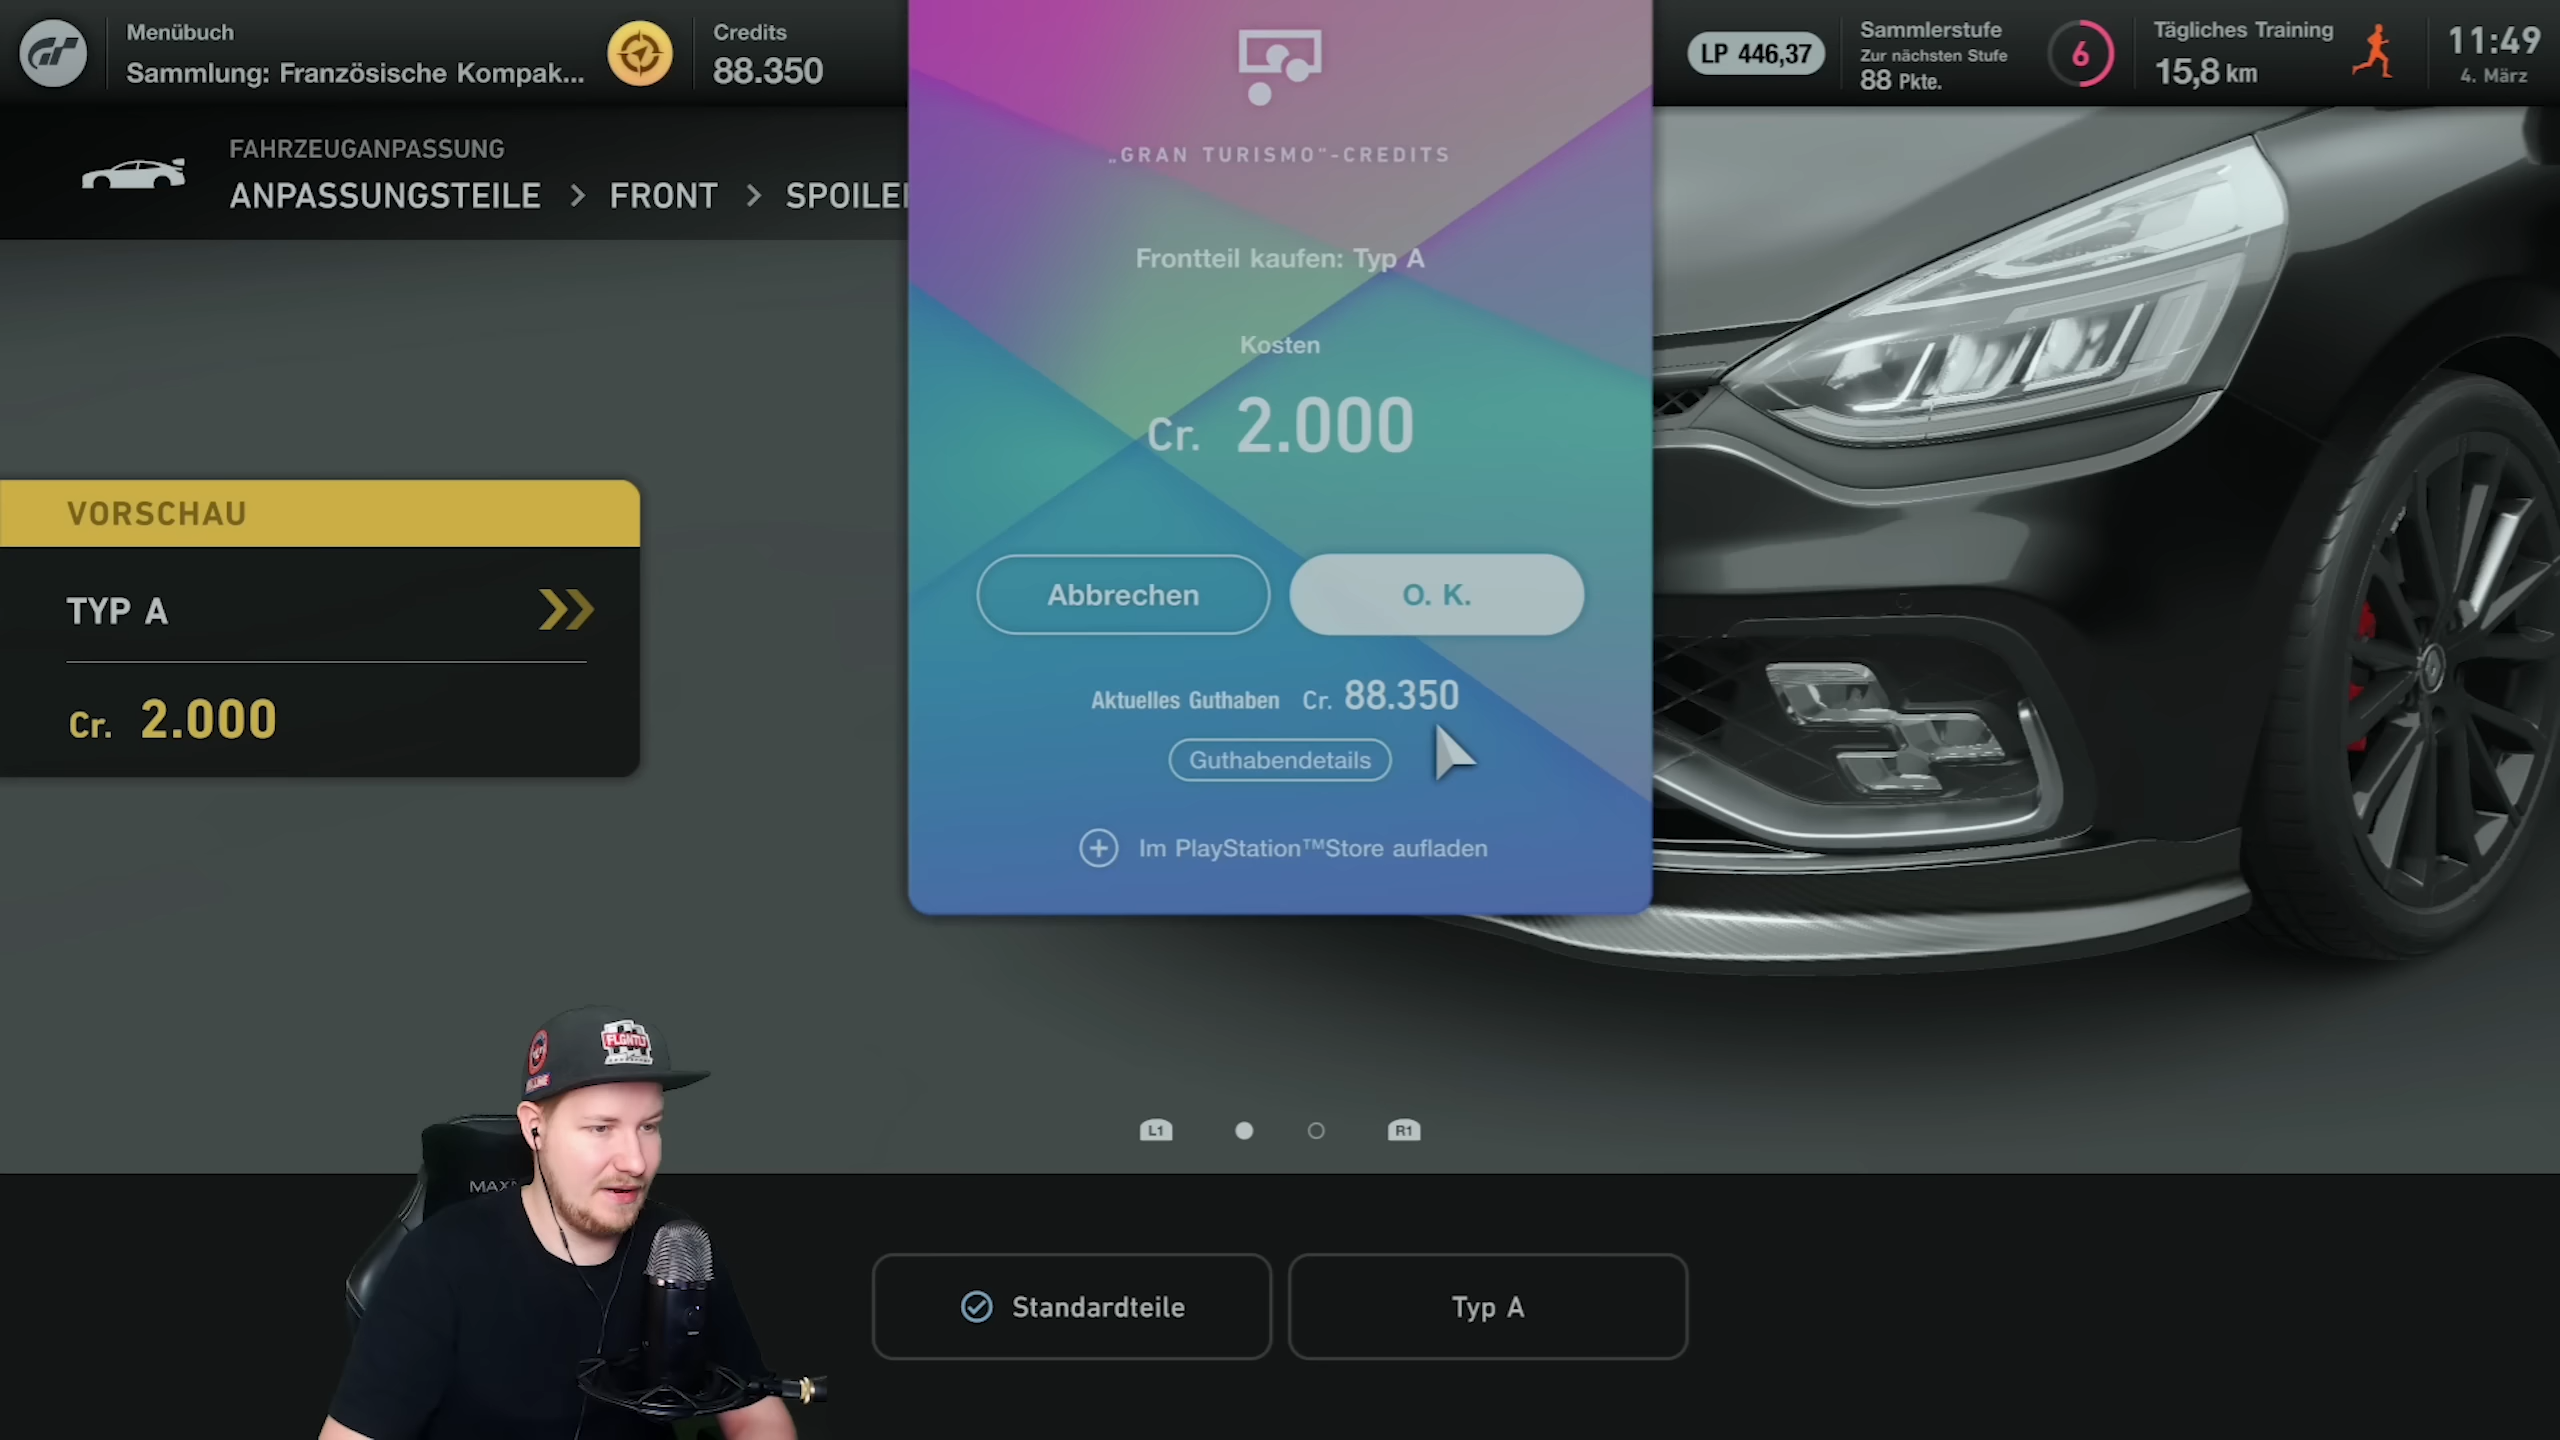 Menübuch
Sammlung: Französische Kompak...
Credits
88.350
LP 446,37
Sammlerstufe
Zur nächsten Stufe
88 Pkte.
6
Tägliches Training
15,8 km
11:49
4. März
FAHRZEUGANPASSUNG
ANPASSUNGSTEILE > FRONT > SPOILER
„GRAN TURISMO“-CREDITS
Frontteil kaufen: Typ A
Kosten
Cr. 2.000
Abbrechen
O. K.
Aktuelles Guthaben Cr. 88.350
Guthabendetails
Im PlayStation™Store aufladen
VORSCHAU
TYP A
Cr. 2.000
L1
R1
FLGNTLT
MAX
Standardteile
Typ A